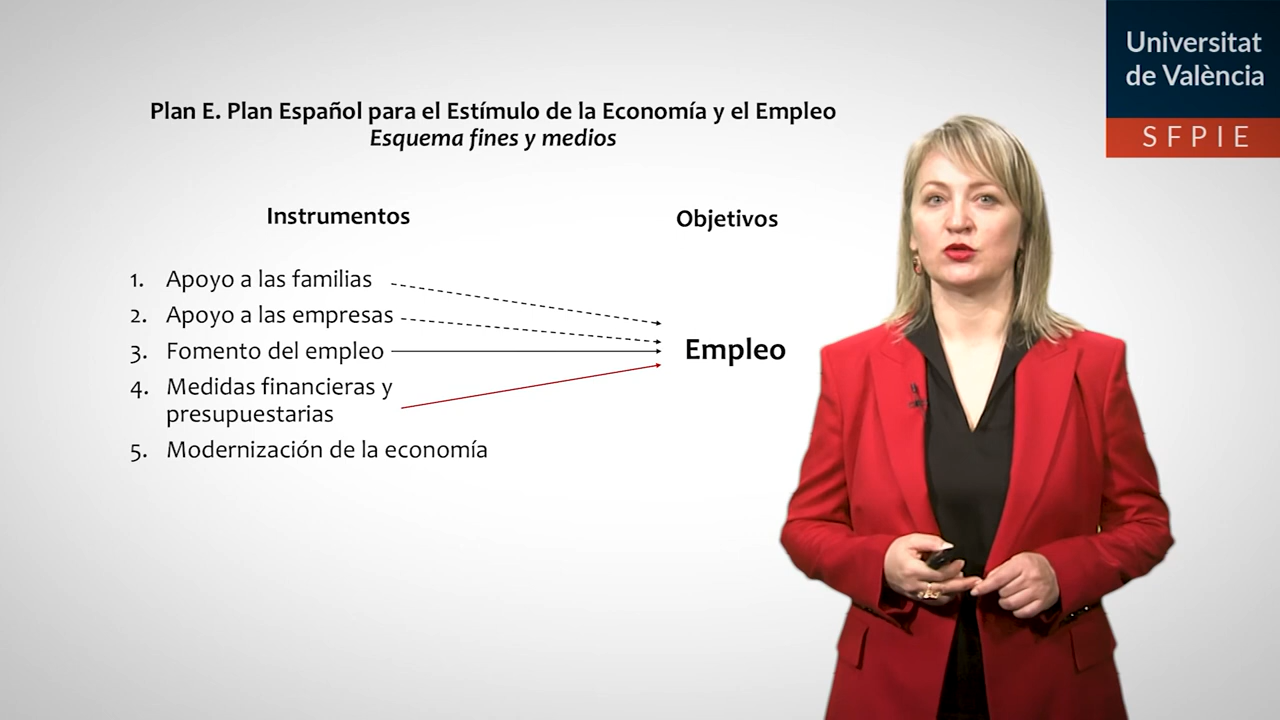 Universitat
de València
SFPIE
Plan E. Plan Español para el Estímulo de la Economía y el Empleo
Esquema fines y medios
Instrumentos
Objetivos
1. Apoyo a las familias
2. Apoyo a las empresas
3. Fomento del empleo
4. Medidas financieras y
presupuestarias
5. Modernización de la economía
Empleo